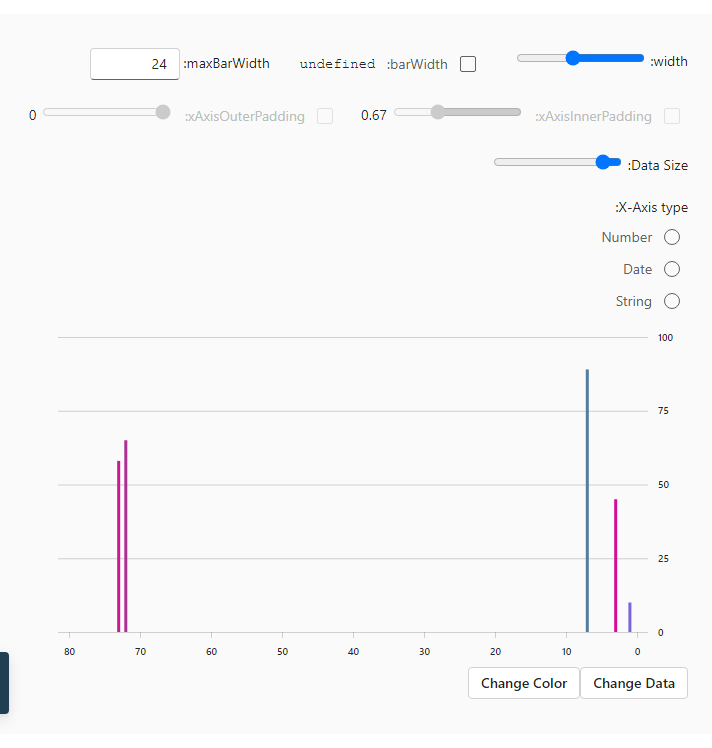 :width
:barWidth undefined
:maxBarWidth 24
:xAxisInnerPadding 0.67
:xAxisOuterPadding 0
:Data Size
:X-Axis type
Number
Date
String
100
75
50
25
0
80 70 60 50 40 30 20 10 0
Change Color Change Data